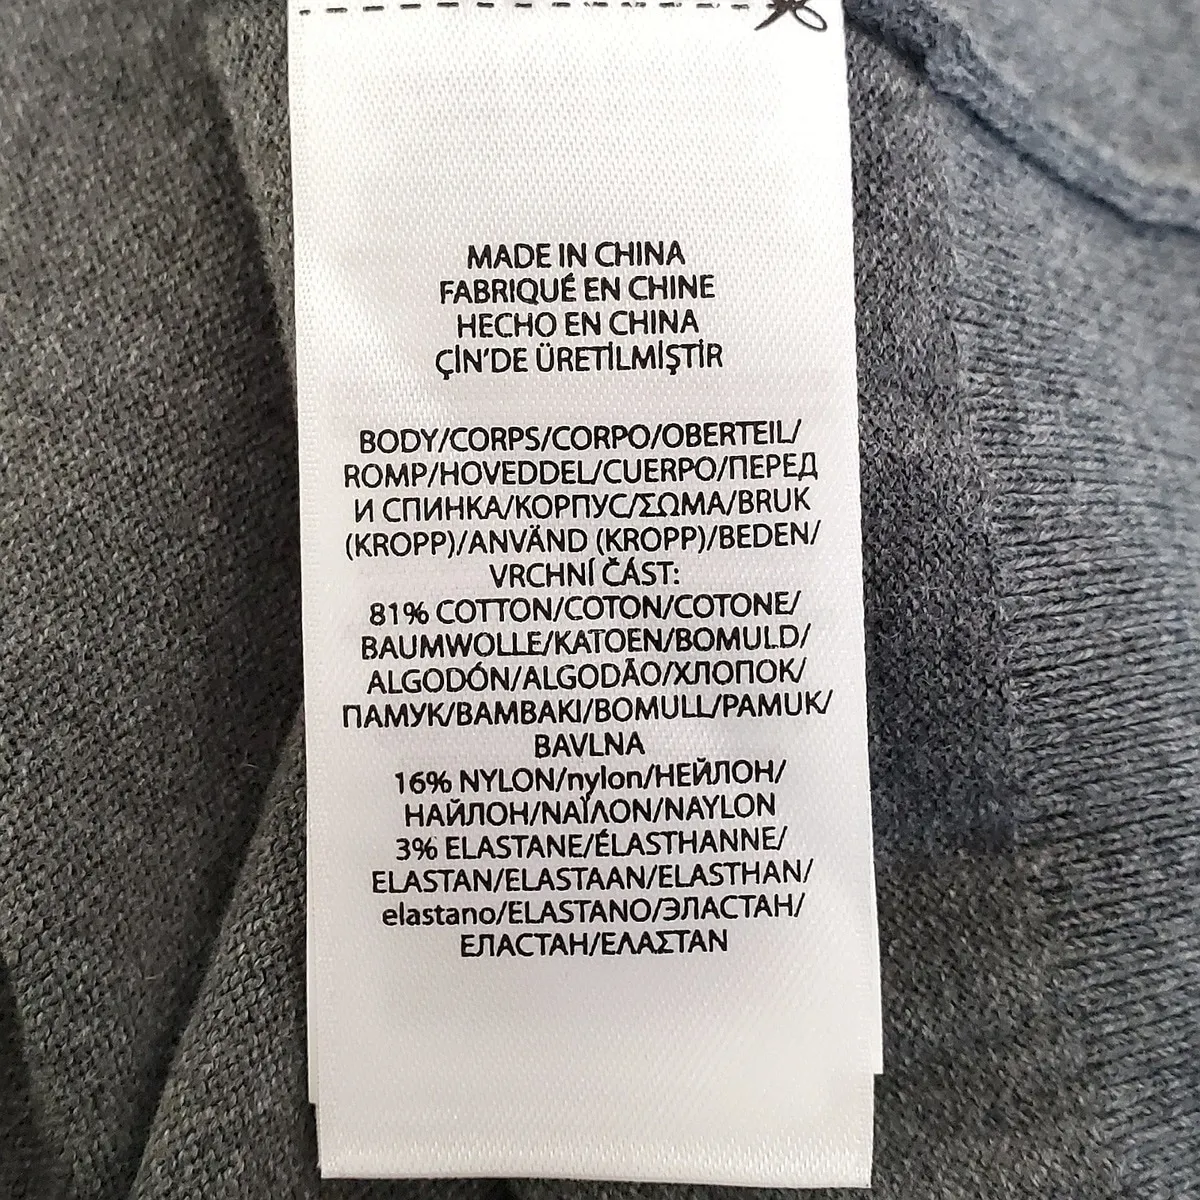 MADE IN CHINA
FABRIQUÉ EN CHINE
HECHO EN CHINA
ÇİN'DE ÜRETİLMİŞTİR
BODY/CORPS/CORPO/OBERTEIL/
ROMP/HOVEDDEL/CUERPO/ПЕРЕД
И СПИНКА/КОРПУС/ΣΩΜΑ/BRUK
(KROPP)/ANVÄND (KROPP)/BEDEN/
VRCHNÍ ČÁST:
81% COTTON/COTON/COTONE/
BAUMWOLLE/KATOEN/BOMULD/
ALGODÓN/ALGODÃO/ХЛОПОК/
ПАМУК/ΒΑΜΒΑΚΙ/BOMULL/PAMUK/
BAVLNA
16% NYLON/nylon/НЕЙЛОН/
НАЙЛОН/ΝΑΪΛΟΝ/NAYLON
3% ELASTANE/ÉLASTHANNE/
ELASTAN/ELASTAAN/ELASTHAN/
elastano/ELASTANO/ЭЛАСТАН/
ЕЛАСТАН/ΕΛΑΣΤΑΝ